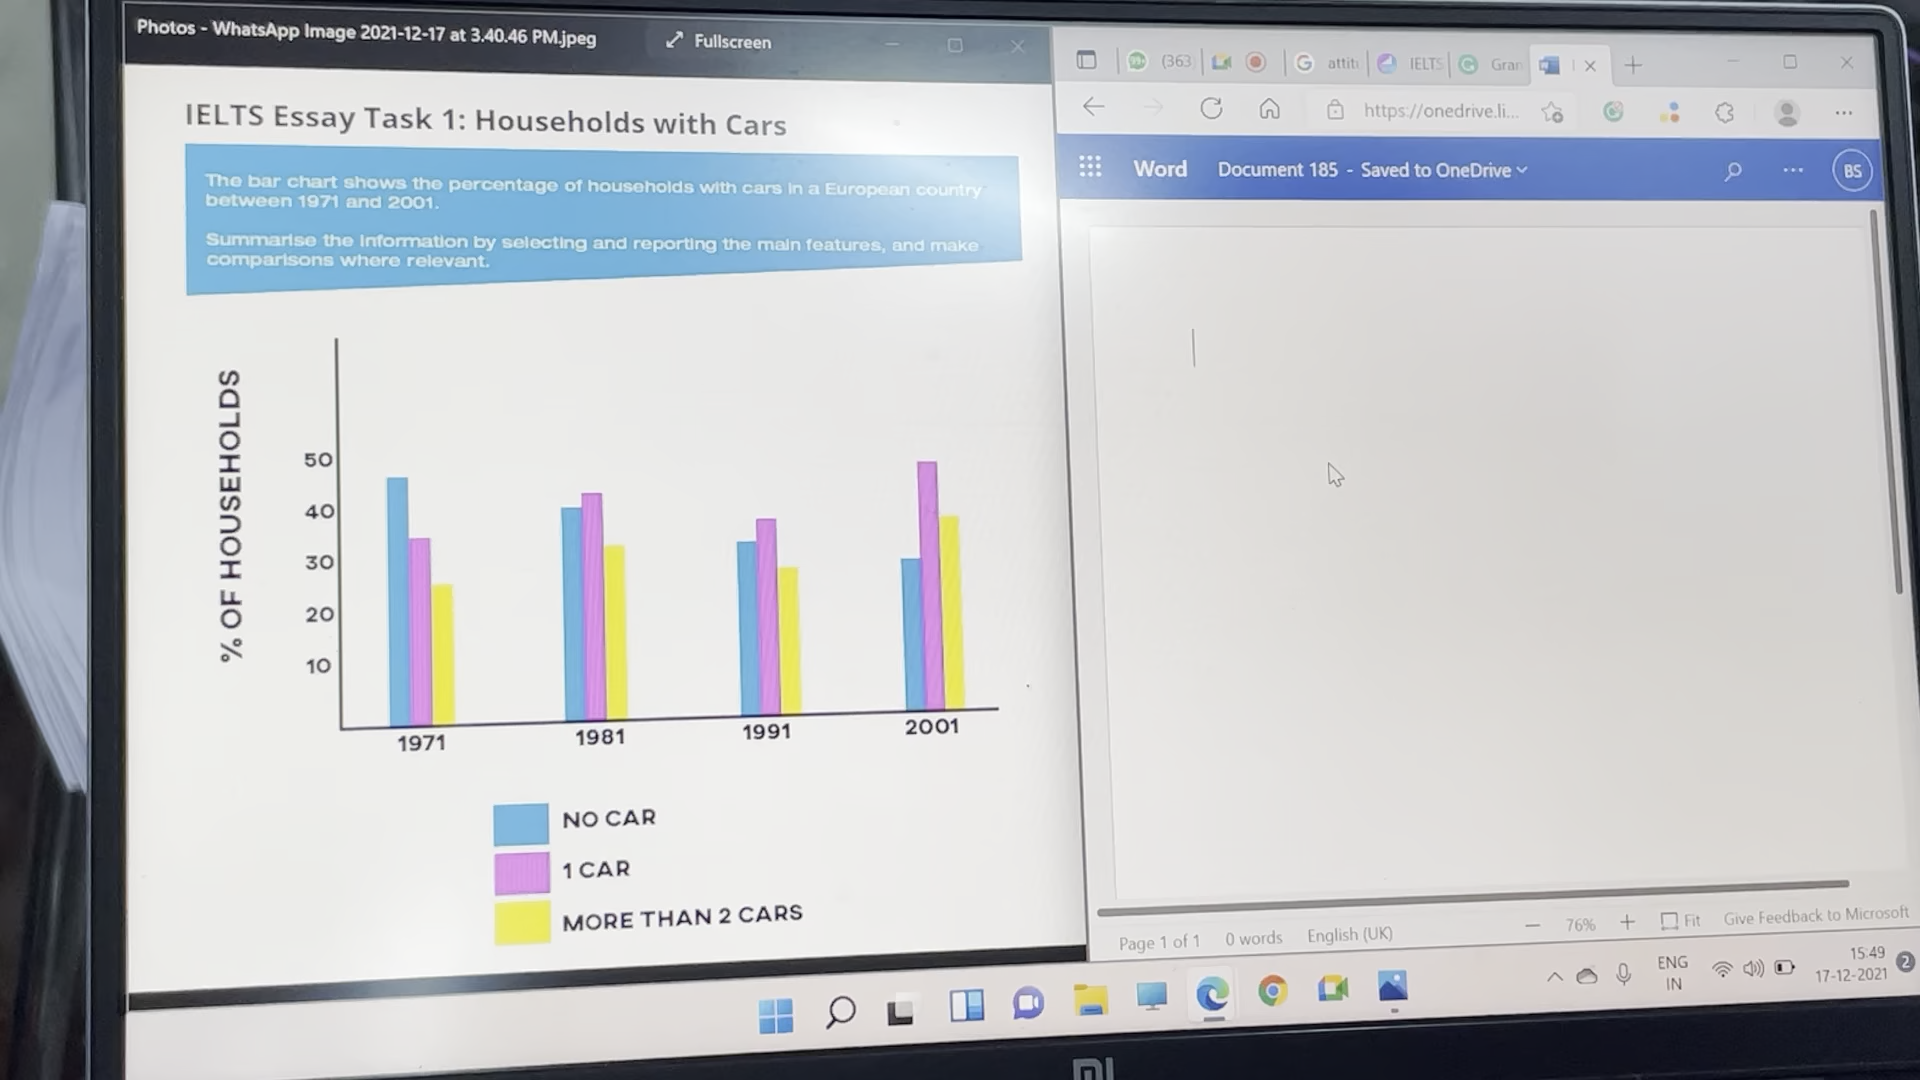 Photos - WhatsApp Image 2021-12-17 at 3.40.46 PM.jpeg
Fullscreen
IELTS Essay Task 1: Households with Cars
The bar chart shows the percentage of households with cars in a European country
between 1971 and 2001.
Summarise the information by selecting and reporting the main features, and make
comparisons where relevant.
% OF HOUSEHOLDS
50
40
30
20
10
1971
1981
1991
2001
NO CAR
1 CAR
MORE THAN 2 CARS
99+
(363
attit
IELTS
Gran
https://onedrive.li...
Word
Document 185 - Saved to OneDrive
BS
Page 1 of 1
0 words
English (UK)
76%
Fit
Give Feedback to Microsoft
ENG
IN
15:49
17-12-2021
2
mi